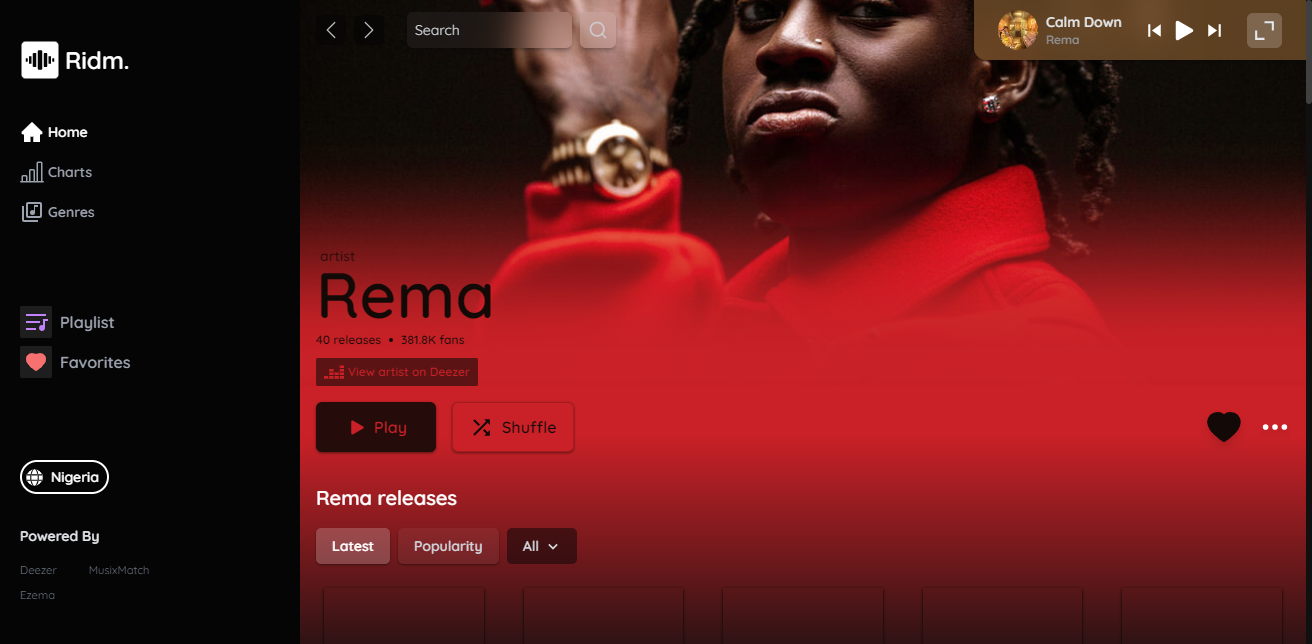 Ridm.
Home
Charts
Genres
Playlist
Favorites
Nigeria
Powered By
Deezer MusixMatch
Ezema
Search
Calm Down
Rema
artist
Rema
40 releases • 381.8K fans
View artist on Deezer
Play Shuffle
Rema releases
Latest Popularity All